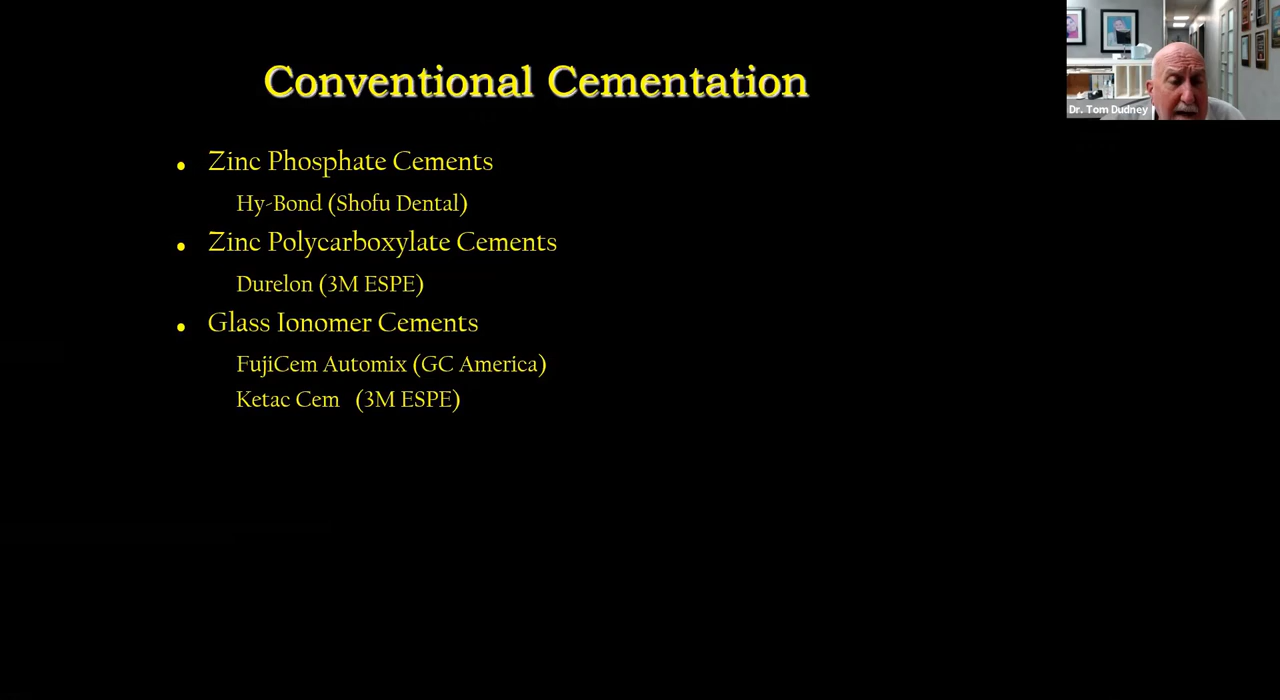 Conventional Cementation
Dr. Tom Dudney
• Zinc Phosphate Cements
Hy-Bond (Shofu Dental)
• Zinc Polycarboxylate Cements
Durelon (3M ESPE)
• Glass Ionomer Cements
FujiCem Automix (GC America)
Ketac Cem (3M ESPE)